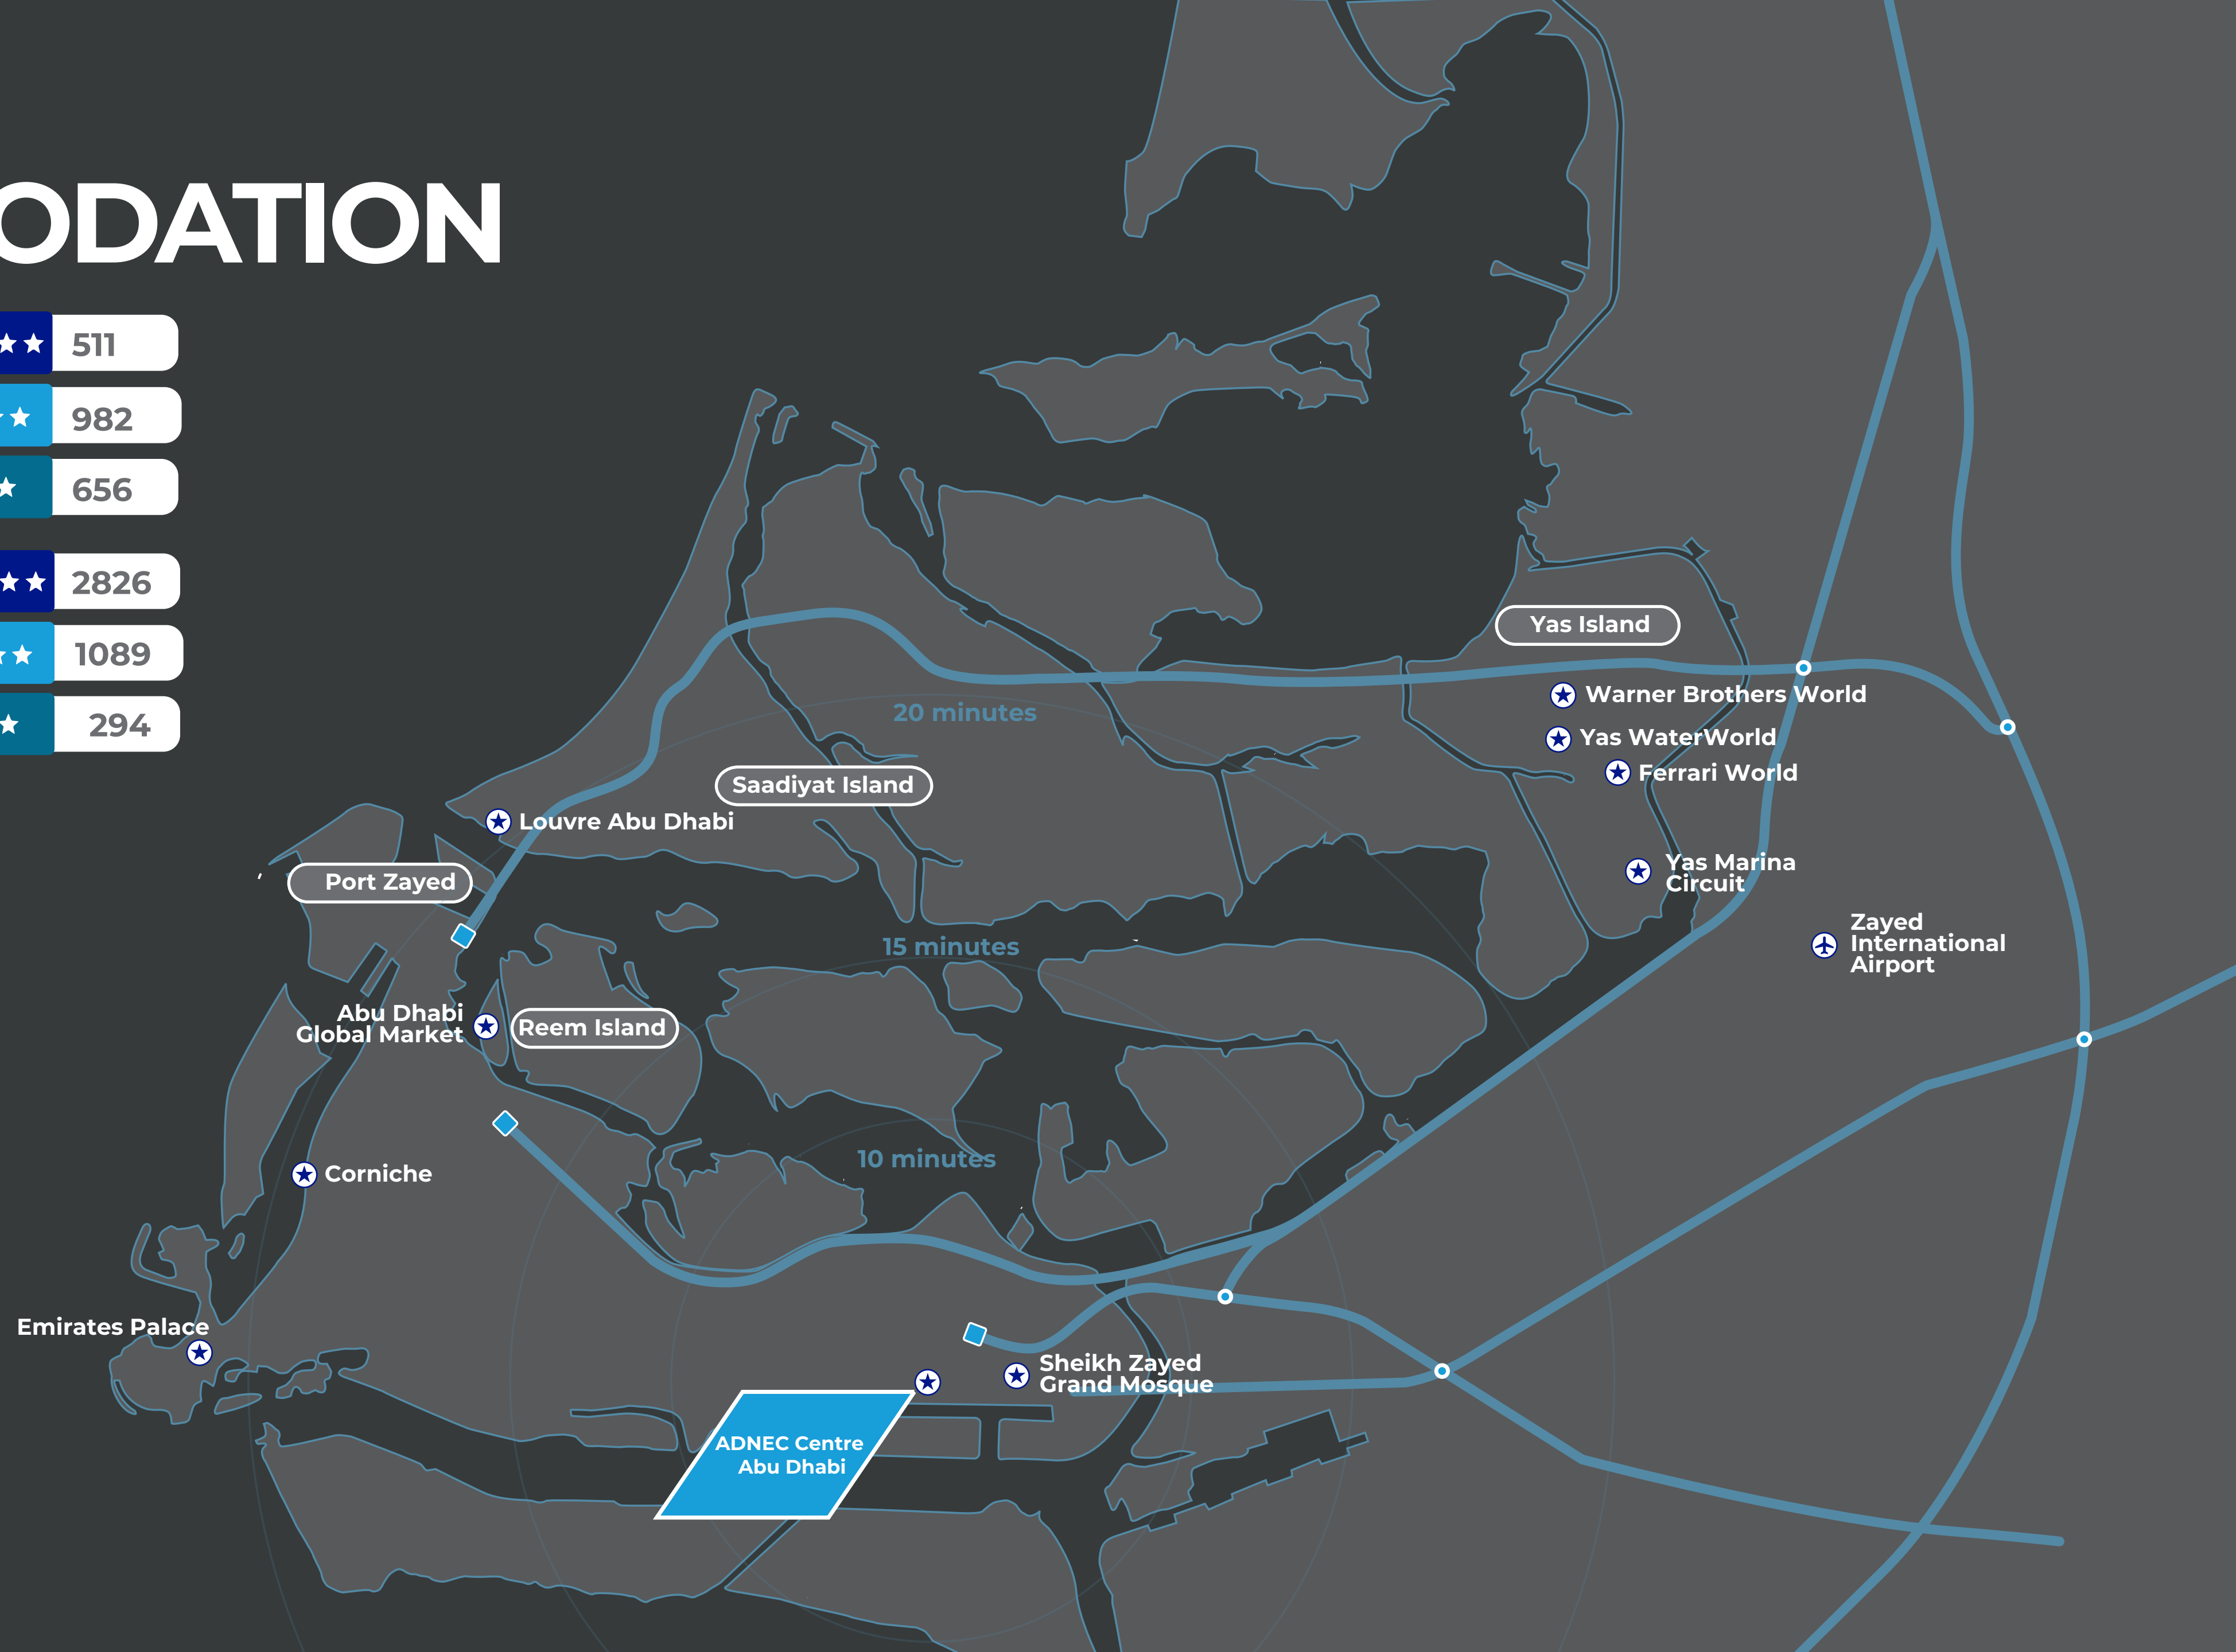 ODATION
511
982
656
2826
1089
294
Yas Island
Warner Brothers World
20 minutes
Yas WaterWorld
Ferrari World
Saadiyat Island
Louvre Abu Dhabi
Port Zayed
Yas Marina
Circuit
Zayed
International
Airport
15 minutes
Abu Dhabi
Global Market
Reem Island
10 minutes
Corniche
Emirates Palace
Sheikh Zayed
Grand Mosque
ADNEC Centre
Abu Dhabi